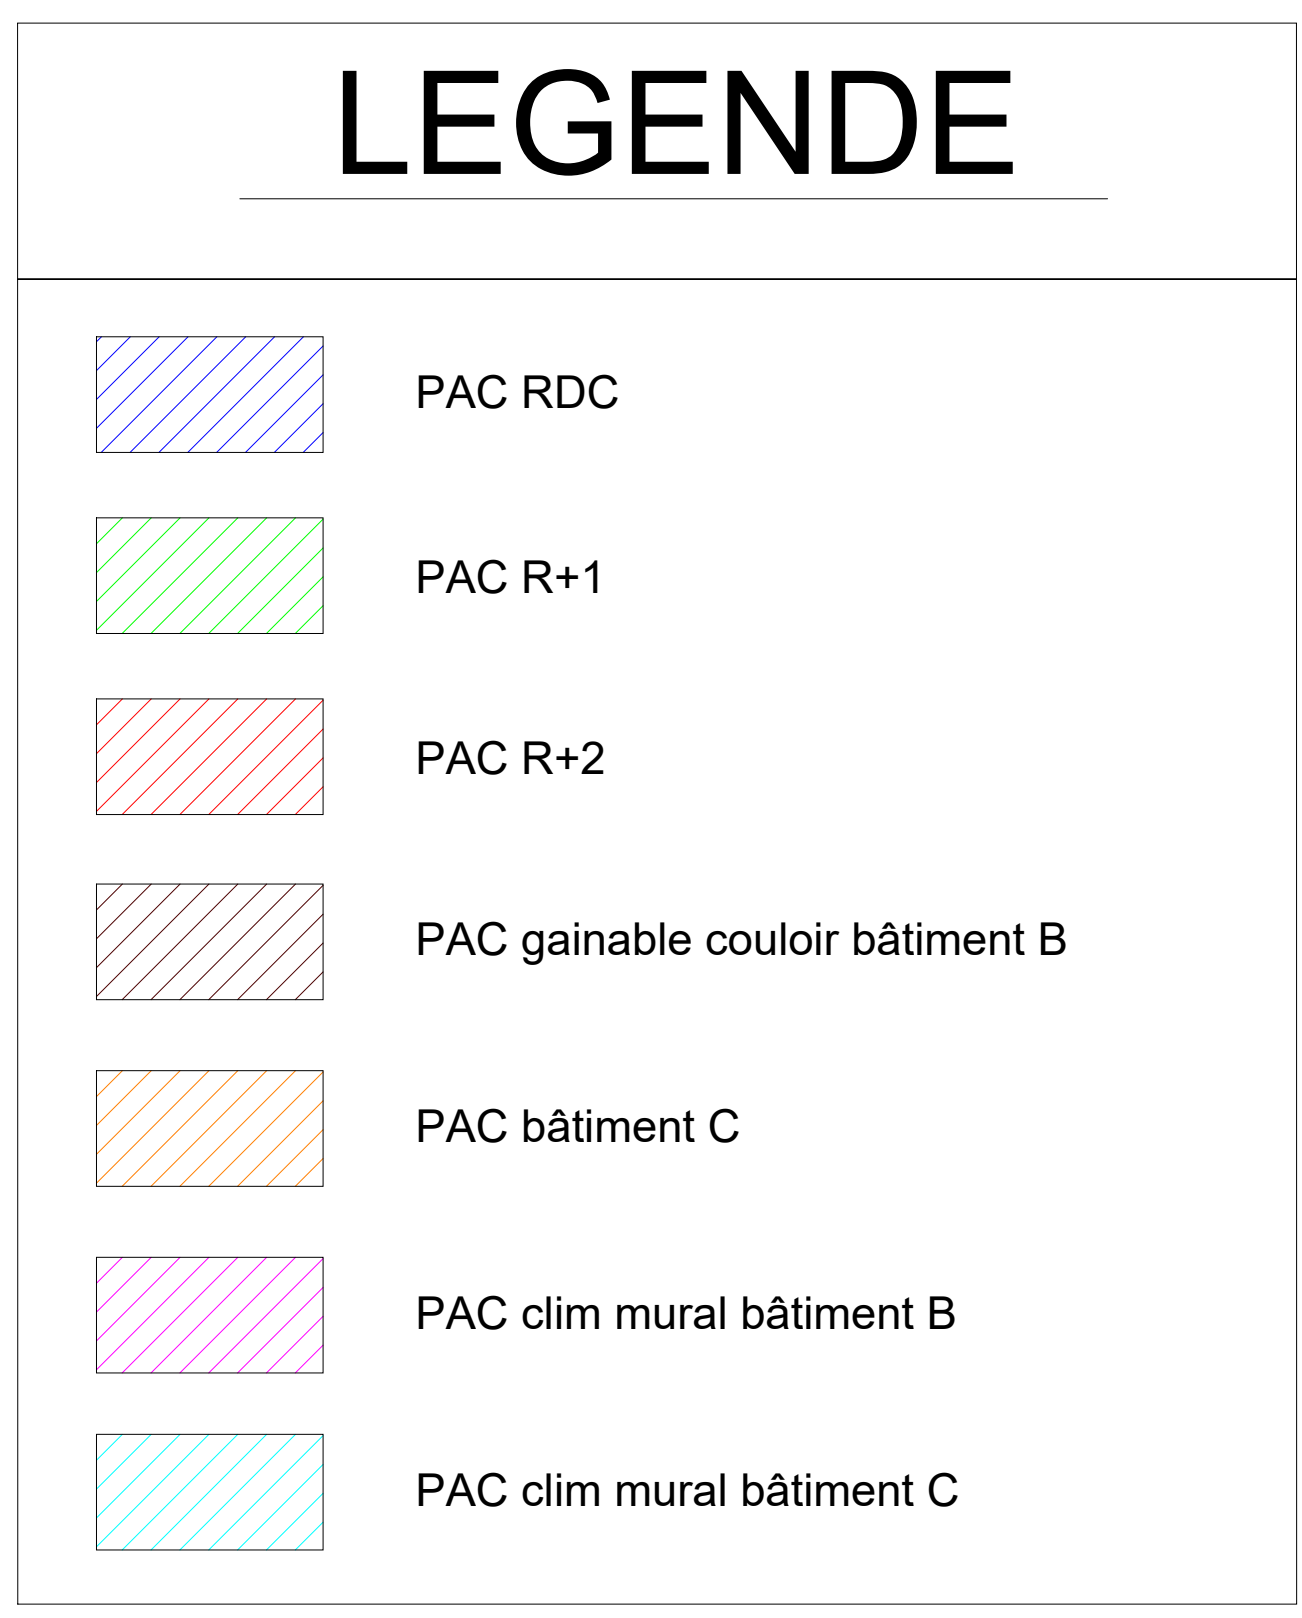 LEGENDE
PAC RDC
PAC R+1
PAC R+2
PAC gainable couloir bâtiment B
PAC bâtiment C
PAC clim mural bâtiment B
PAC clim mural bâtiment C